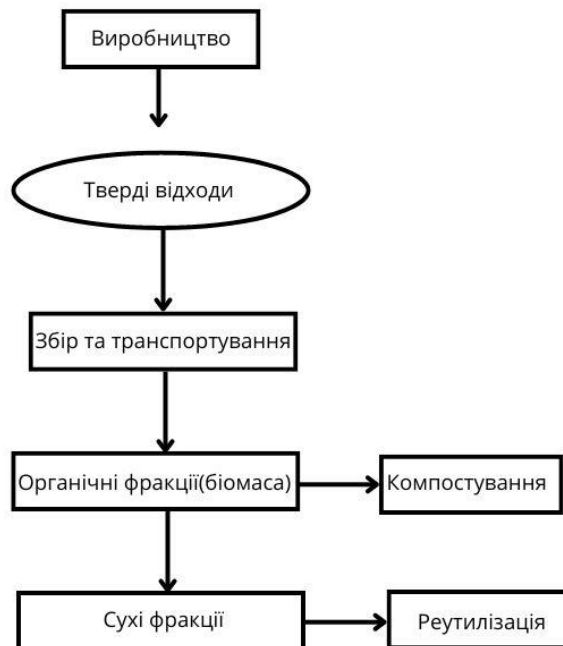 Виробництво
Тверді відходи
Збір та транспортування
Органічні фракції(біомаса)
Компостування
Сухі фракції
Реутилізація